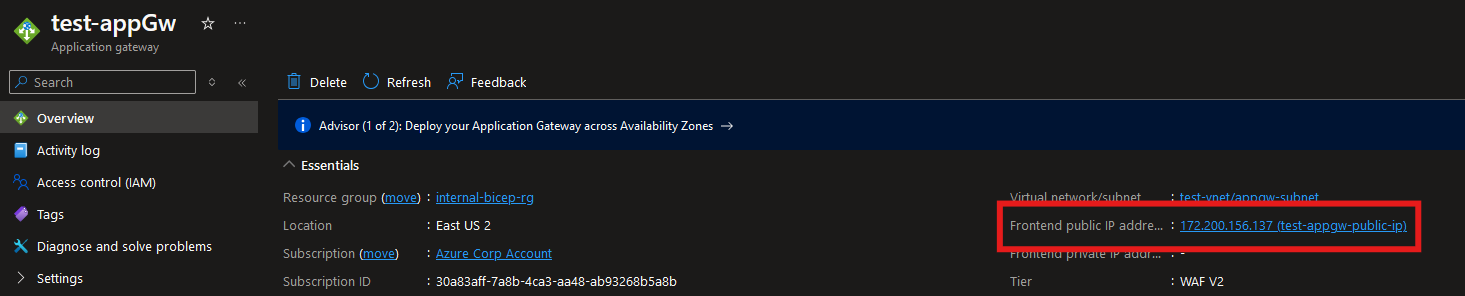 test-appGw
Application gateway
Search
Delete Refresh Feedback
Overview
Advisor (1 of 2): Deploy your Application Gateway across Availability Zones →
Activity log
Essentials
Access control (IAM)
Resource group (move) : internal-bicep-rg
Virtual network/subnet : test-vnet/appgw-subnet
Tags
Location : East US 2
Frontend public IP addre... : 172.200.156.137 (test-appgw-public-ip)
Diagnose and solve problems
Subscription (move) : Azure Corp Account
Frontend private IP addr... : -
Settings
Subscription ID : 30a83aff-7a8b-4ca3-aa48-ab93268b5a8b
Tier : WAF V2